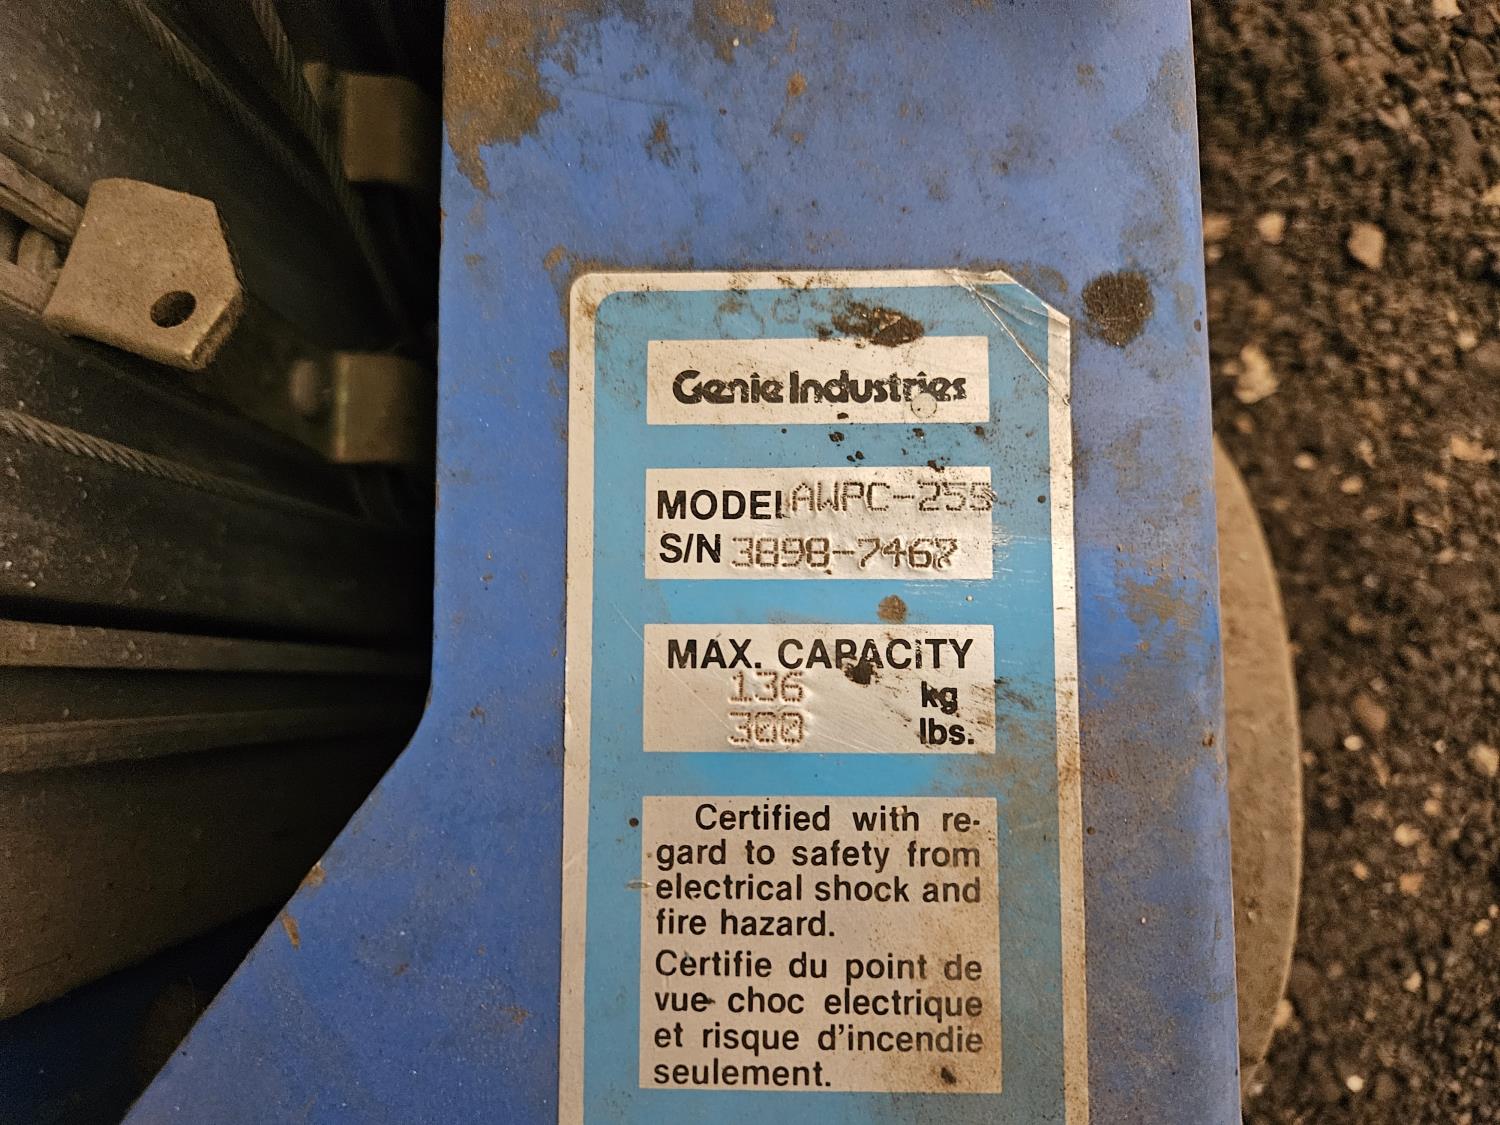 Genie Industries
MODEL AWPC-25S
S/N 3898-7467
MAX. CAPACITY
136 kg
300 lbs.
Certified with re-
gard to safety from
electrical shock and
fire hazard.
Certifie du point de
vue choc electrique
et risque d'incendie
seulement.